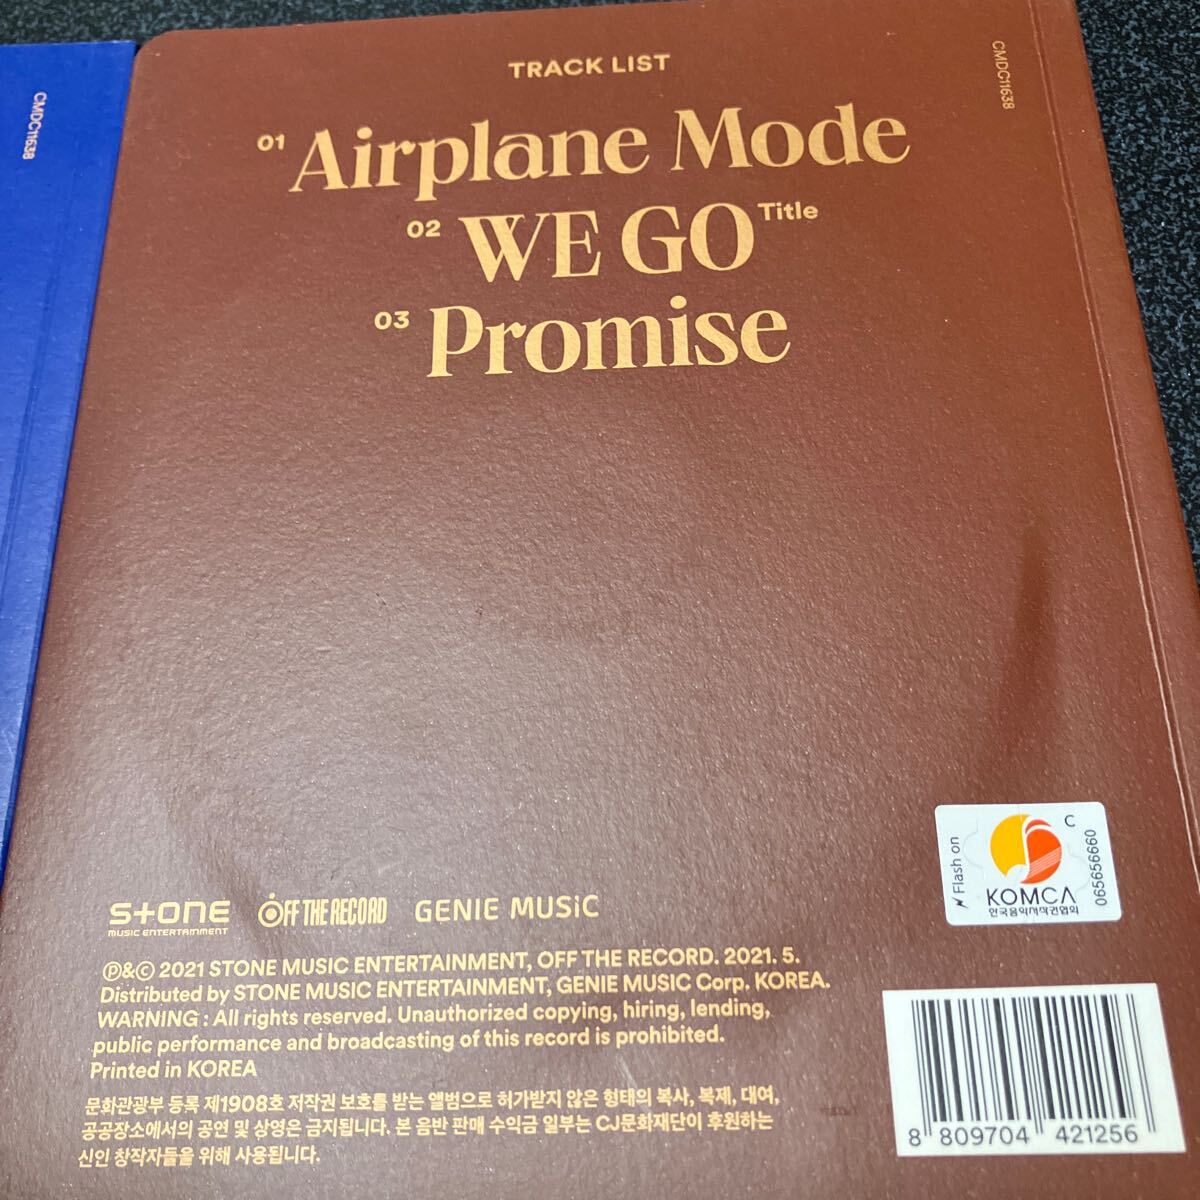 CMDC11638
TRACK LIST
CMDC11638
01 Airplane Mode
02 WE GO Title
03 Promise
Flash on
C
KOMCA
한국음악저작권협회
065656660
STONE
MUSIC ENTERTAINMENT
OFF THE RECORD
GENIE MUSIC
Ⓟ&© 2021 STONE MUSIC ENTERTAINMENT, OFF THE RECORD. 2021. 5.
Distributed by STONE MUSIC ENTERTAINMENT, GENIE MUSIC Corp. KOREA.
WARNING : All rights reserved. Unauthorized copying, hiring, lending,
public performance and broadcasting of this record is prohibited.
Printed in KOREA
문화관광부 등록 제1908호 저작권 보호를 받는 앨범으로 허가받지 않은 형태의 복사, 복제, 대여,
공공장소에서의 공연 및 상영은 금지됩니다. 본 음반 판매 수익금 일부는 CJ문화재단이 후원하는
신인 창작자들을 위해 사용됩니다.
8 809704 421256